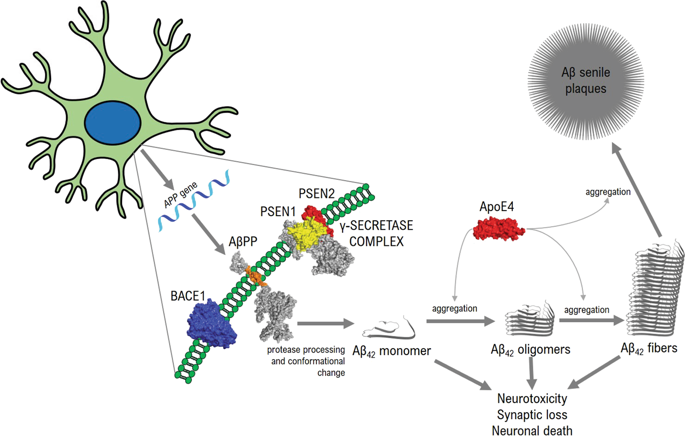 Aβ senile
plaques
APP gene
PSEN2
PSEN1
γ-SECRETASE
COMPLEX
AβPP
BACE1
ApoE4
aggregation
aggregation
aggregation
protease processing
and conformational
change
Aβ42 monomer
Aβ42 oligomers
Aβ42 fibers
Neurotoxicity
Synaptic loss
Neuronal death